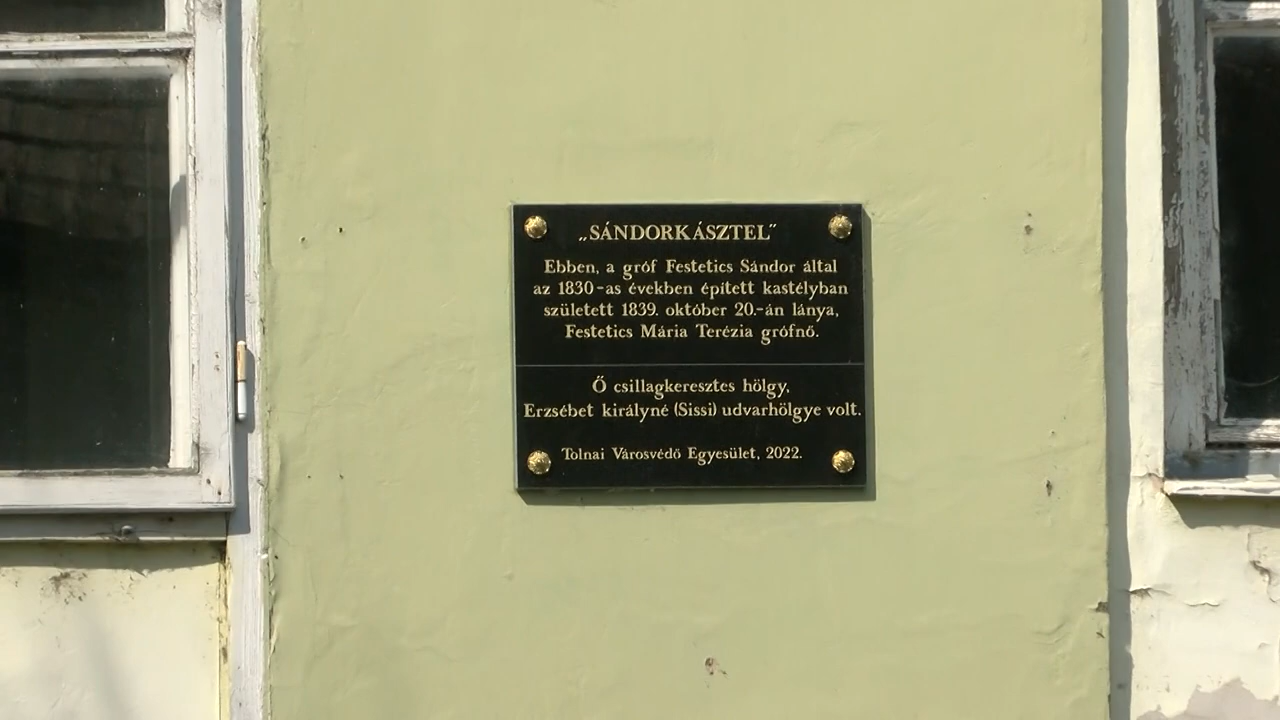 „SÁNDORKÁSZTEL”
Ebben, a gróf Festetics Sándor által
az 1830-as években épített kastélyban
született 1839. október 20.-án lánya,
Festetics Mária Terézia grófnő.
Ő csillagkeresztes hölgy,
Erzsébet királyné (Sissi) udvarhölgye volt.
Tolnai Városvédő Egyesület, 2022.